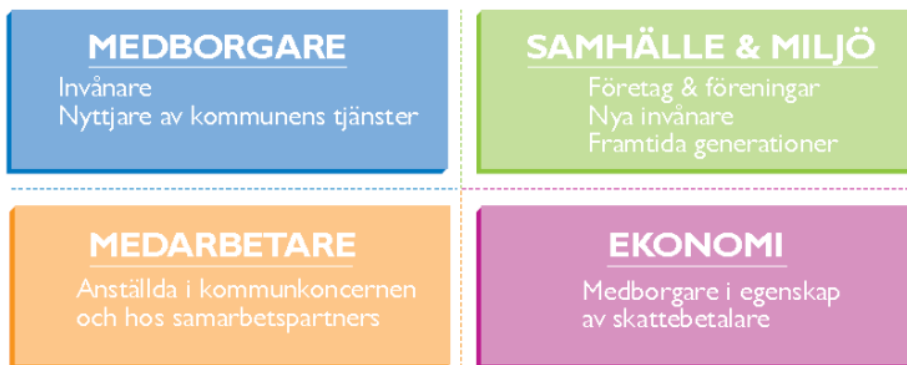 MEDBORGARE
Invånare
Nyttjare av kommunens tjänster
SAMHÄLLE & MILJÖ
Företag & föreningar
Nya invånare
Framtida generationer
MEDARBETARE
Anställda i kommunkoncernen
och hos samarbetspartners
EKONOMI
Medborgare i egenskap
av skattebetalare